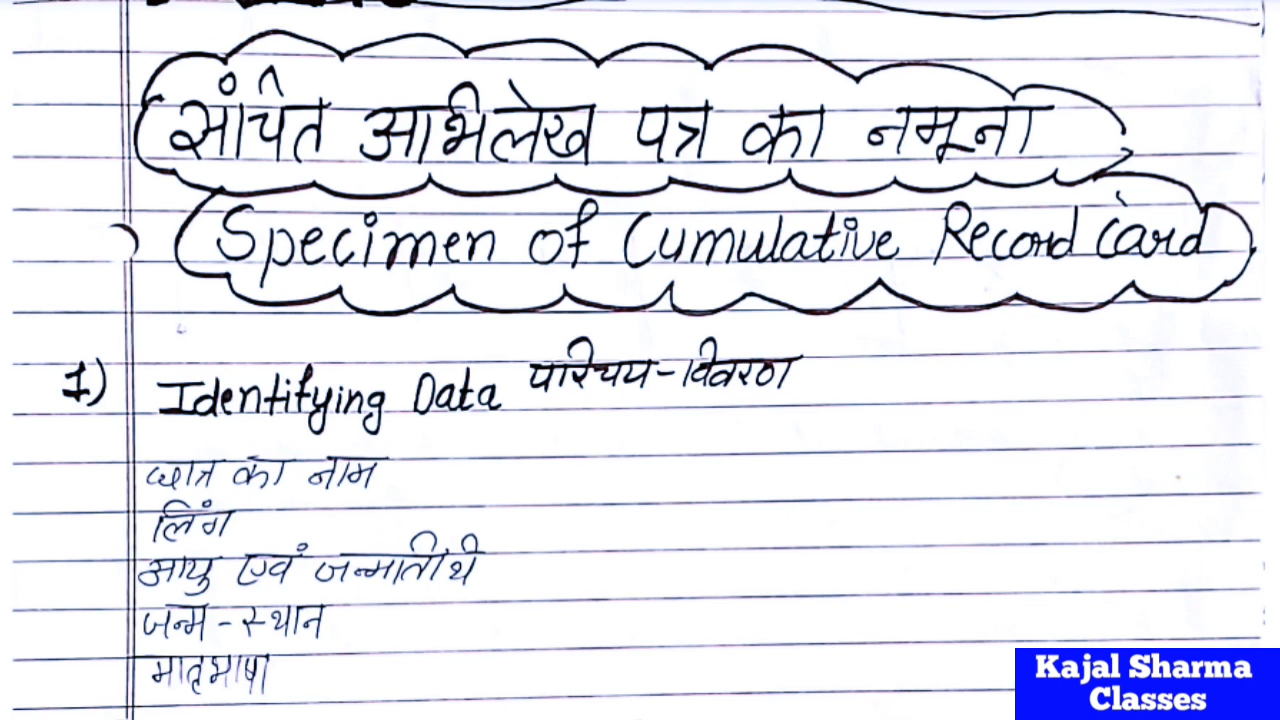 संचित अभिलेख पत्र का नमूना
Specimen of Cumulative Record Card
1) Identifying Data परिचय-विवरण
छात्र का नाम
लिंग
आयु एवं जन्मतिथि
जन्म-स्थान
मातृभाषा
Kajal Sharma
Classes